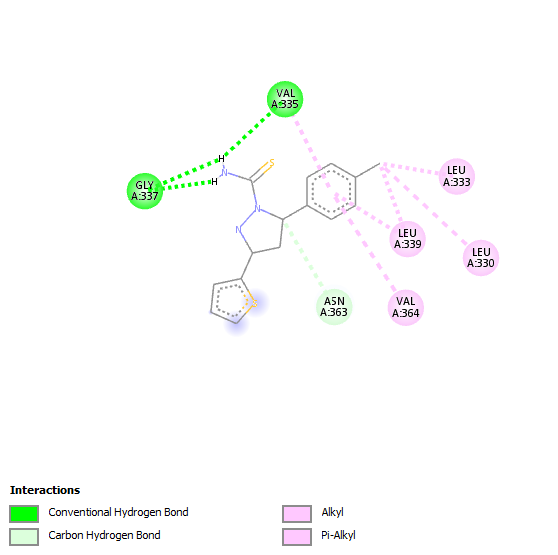 VAL
A:335
H
S
N
H
GLY
A:337
LEU
A:333
N
N
LEU
A:339
LEU
A:330
S
ASN
A:363
VAL
A:364
Interactions
Conventional Hydrogen Bond
Alkyl
Carbon Hydrogen Bond
Pi-Alkyl